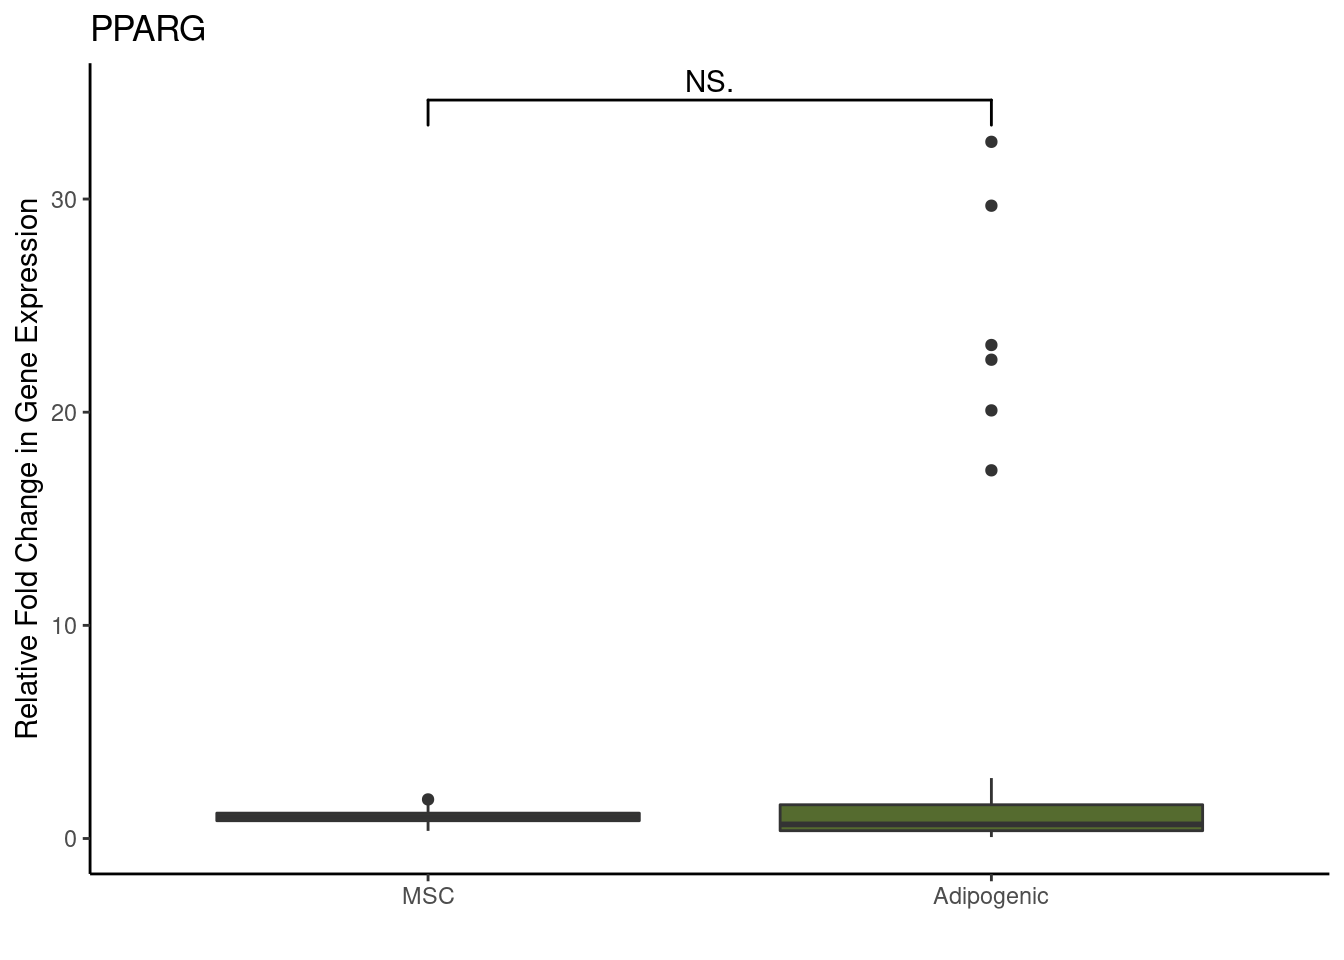 PPARG
NS.
Relative Fold Change in Gene Expression
30
20
10
0
MSC
Adipogenic